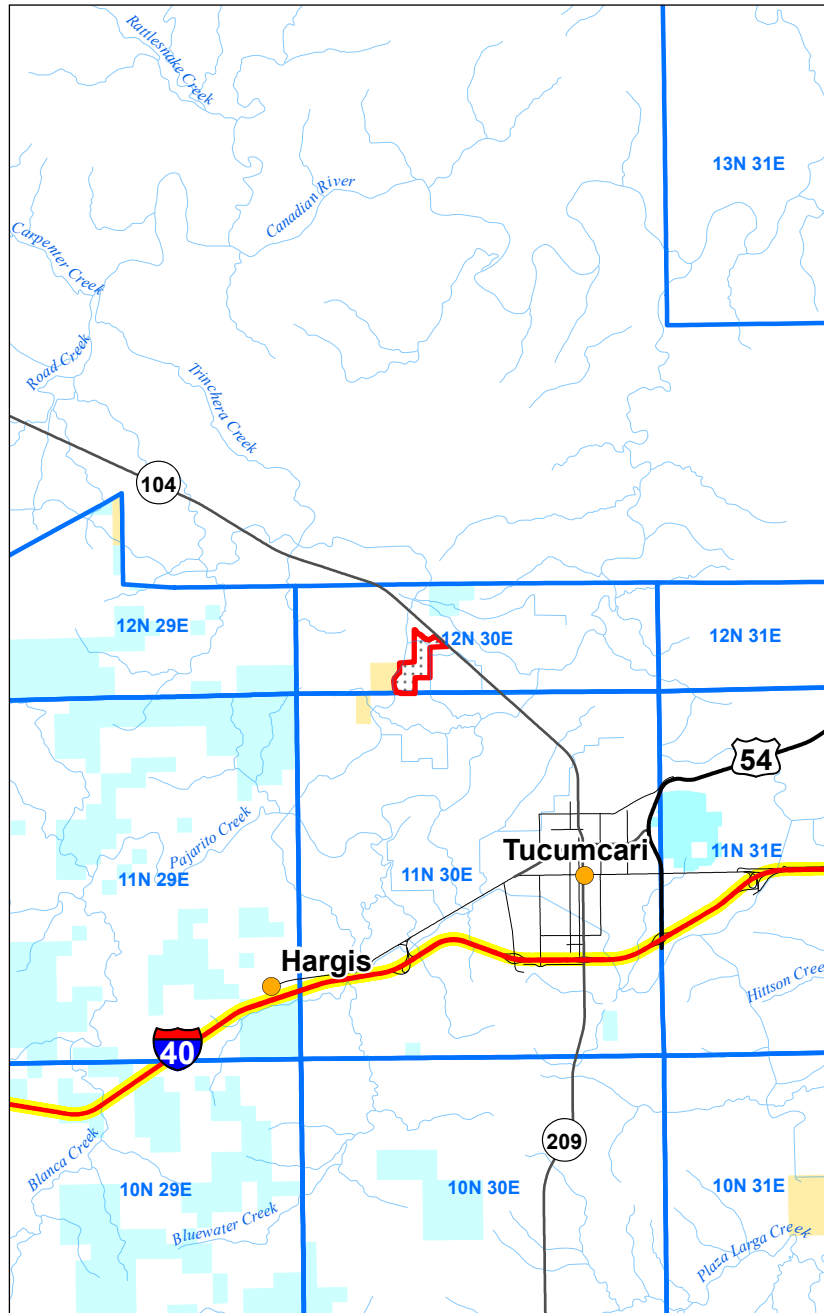 Rattlesnake Creek
13N 31E
Canadian River
Carpenter Creek
Road Creek
Trinchera Creek
104
12N 29E
12N 30E
12N 31E
54
Pajarito Creek
Tucumcari
11N 29E
11N 30E
11N 31E
Hargis
Hittson Cree
40
209
Blanca Creek
10N 29E
10N 30E
10N 31E
Bluewater Creek
Plaza Larga Creek